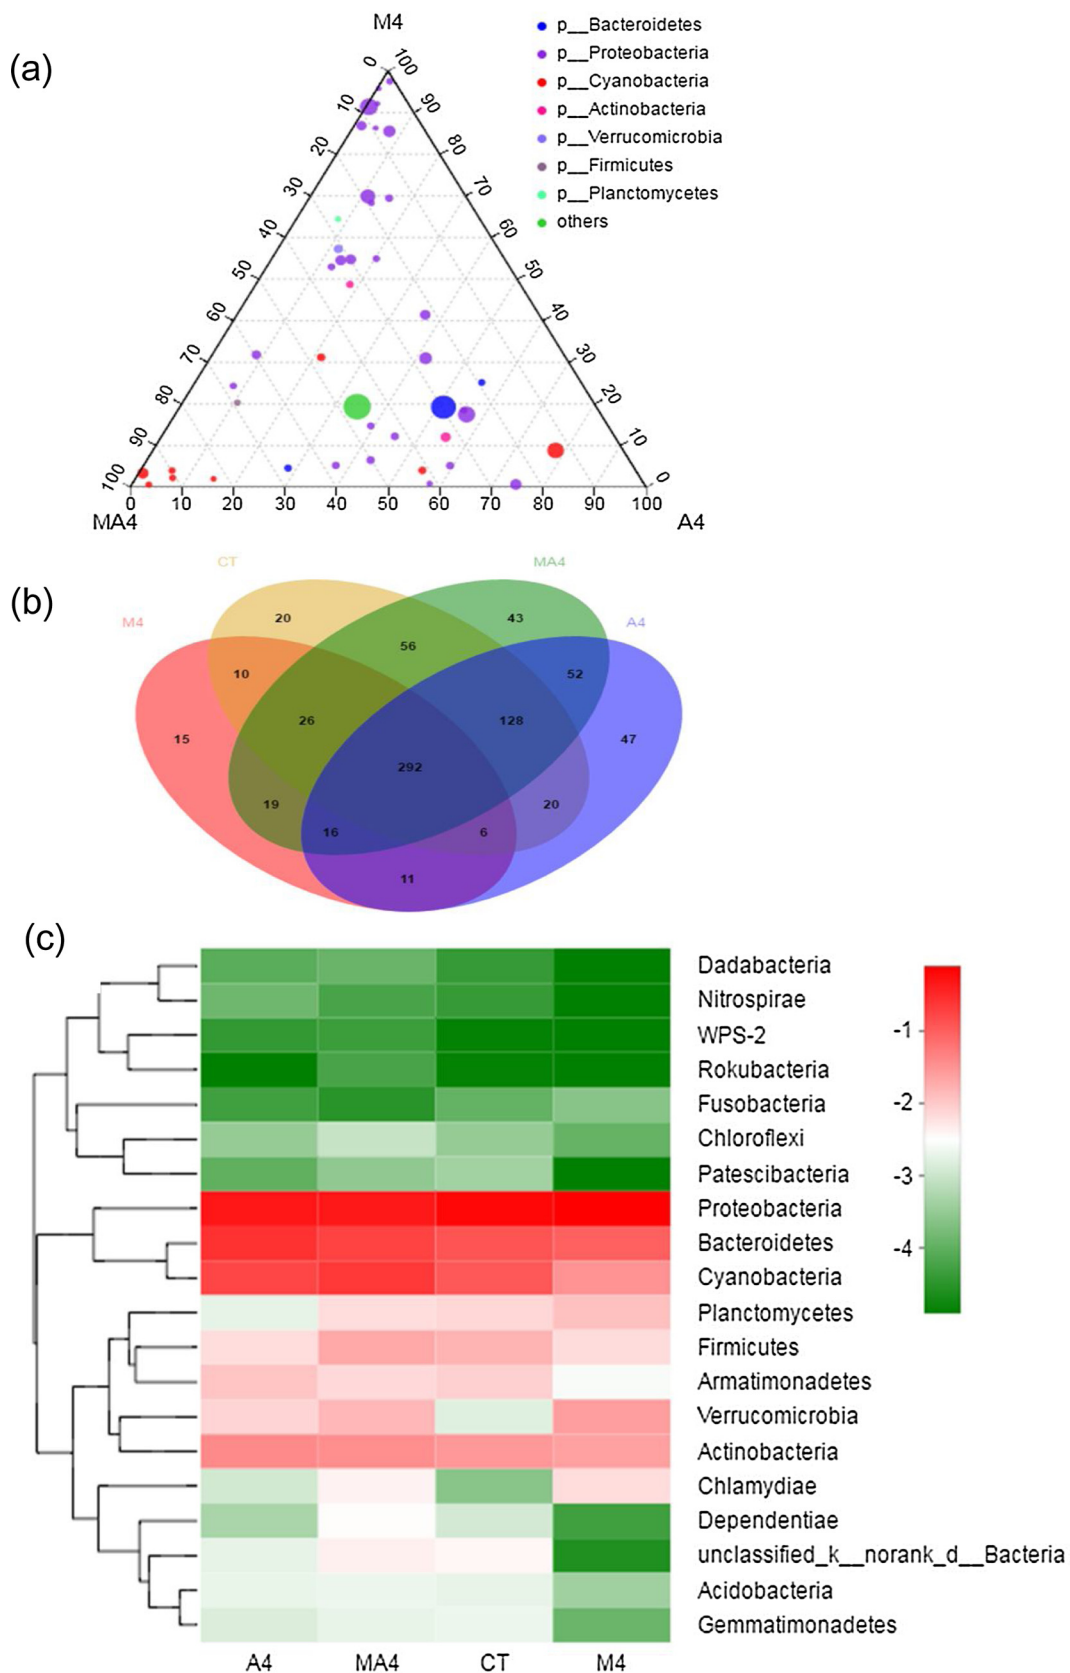 M4
(a)
p__Bacteroidetes
p__Proteobacteria
p__Cyanobacteria
p__Actinobacteria
p__Verrucomicrobia
p__Firmicutes
p__Planctomycetes
others
0 100
10 90
20 80
30 70
40 60
50 50
60 40
70 30
80 20
90 10
100 0
0 10 20 30 40 50 60 70 80 90 100
MA4 A4
(b)
CT MA4
M4 A4
20 43
56
10 52
26 128
15 47
292
19 20
16 6
11
(c)
Dadabacteria
Nitrospirae
WPS-2
Rokubacteria
Fusobacteria
Chloroflexi
Patescibacteria
Proteobacteria
Bacteroidetes
Cyanobacteria
Planctomycetes
Firmicutes
Armatimonadetes
Verrucomicrobia
Actinobacteria
Chlamydiae
Dependentiae
unclassified_k__norank_d__Bacteria
Acidobacteria
Gemmatimonadetes
-1
-2
-3
-4
A4 MA4 CT M4